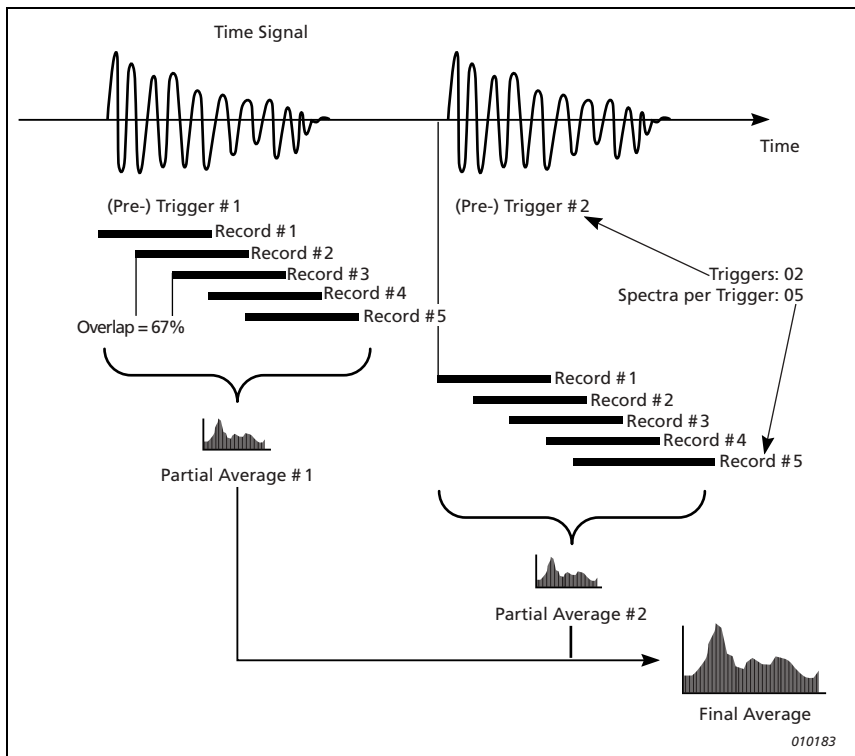 Time Signal
Time
(Pre-) Trigger #1
(Pre-) Trigger #2
Record #1
Record #2
Record #3
Record #4
Record #5
Overlap = 67%
Triggers: 02
Spectra per Trigger: 05
Record #1
Record #2
Record #3
Record #4
Record #5
Partial Average #1
Partial Average #2
Final Average
010183